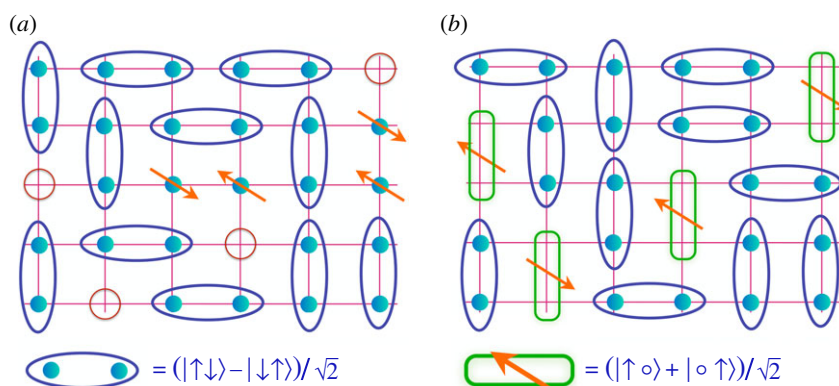 (a)
(b)
= (|↑↓⟩ – |↓↑⟩)/√2
= (|↑ ○⟩ + |○ ↑⟩)/√2